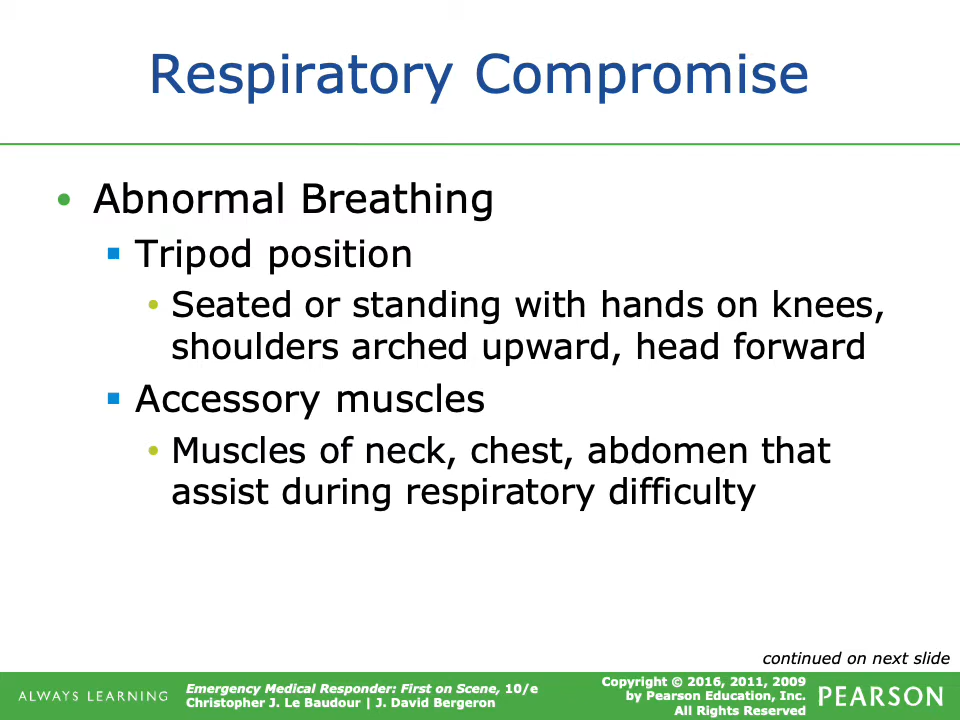 Respiratory Compromise
• Abnormal Breathing
▪ Tripod position
• Seated or standing with hands on knees,
shoulders arched upward, head forward
▪ Accessory muscles
• Muscles of neck, chest, abdomen that
assist during respiratory difficulty
continued on next slide
ALWAYS LEARNING
Emergency Medical Responder: First on Scene, 10/e
Christopher J. Le Baudour | J. David Bergeron
Copyright © 2016, 2011, 2009
by Pearson Education, Inc.
All Rights Reserved
PEARSON